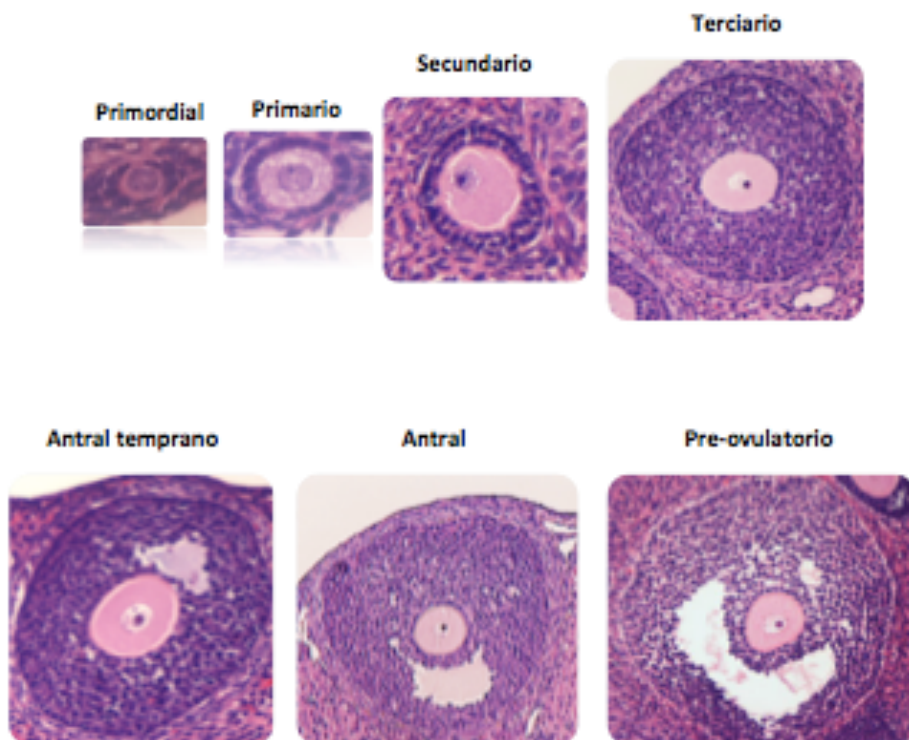 Primordial
Primario
Secundario
Terciario
Antral temprano
Antral
Pre-ovulatorio